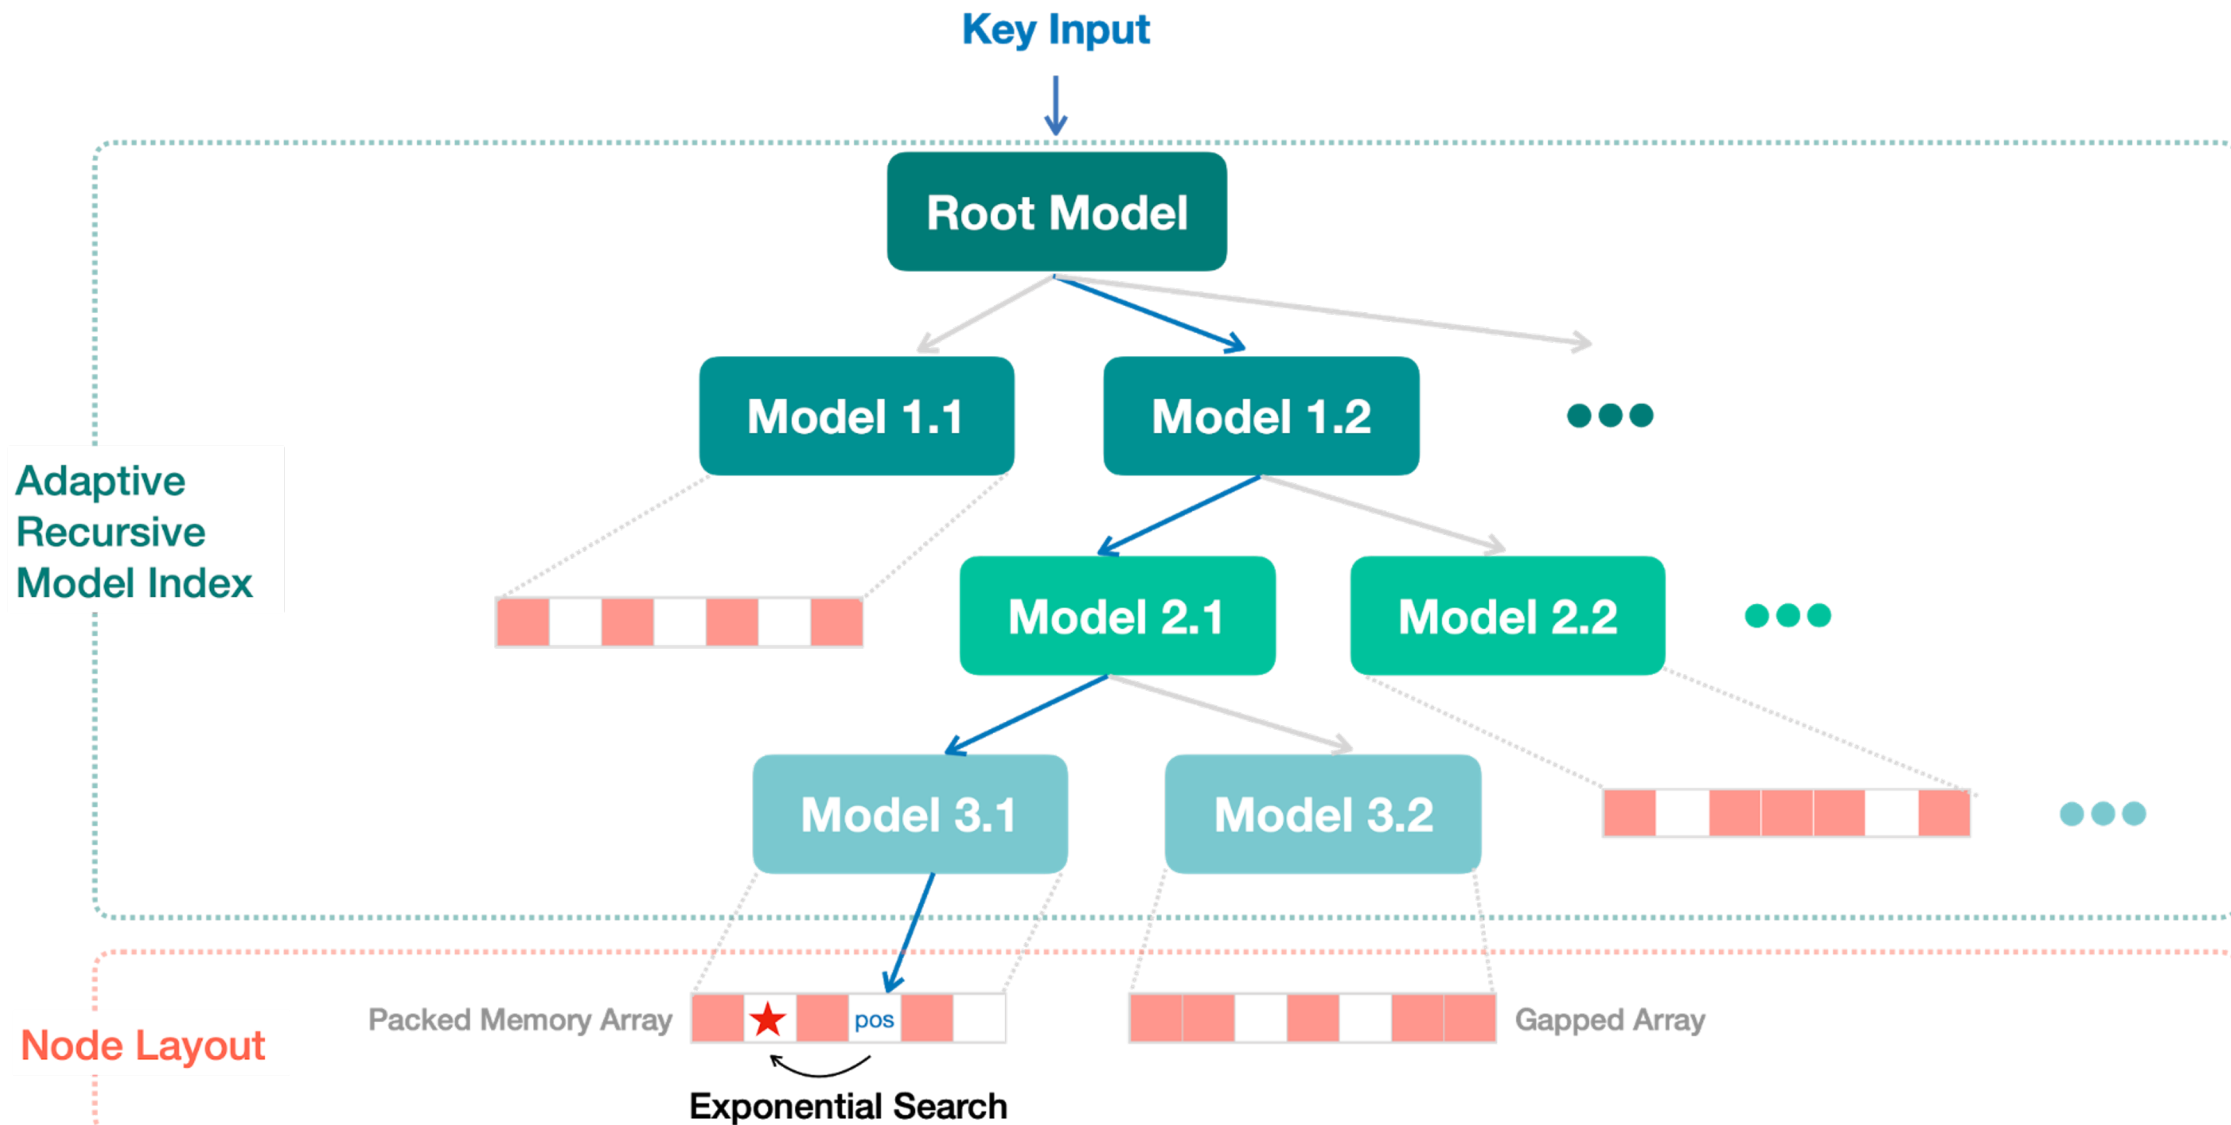 Key Input
Root Model
Model 1.1
Model 1.2
Adaptive
Recursive
Model Index
Model 2.1
Model 2.2
Model 3.1
Model 3.2
Packed Memory Array
pos
Gapped Array
Node Layout
Exponential Search